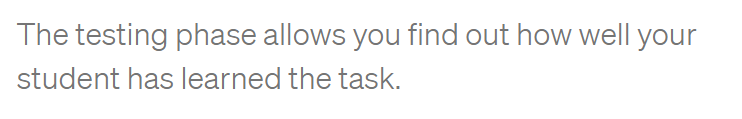 The testing phase allows you find out how well your
student has learned the task.